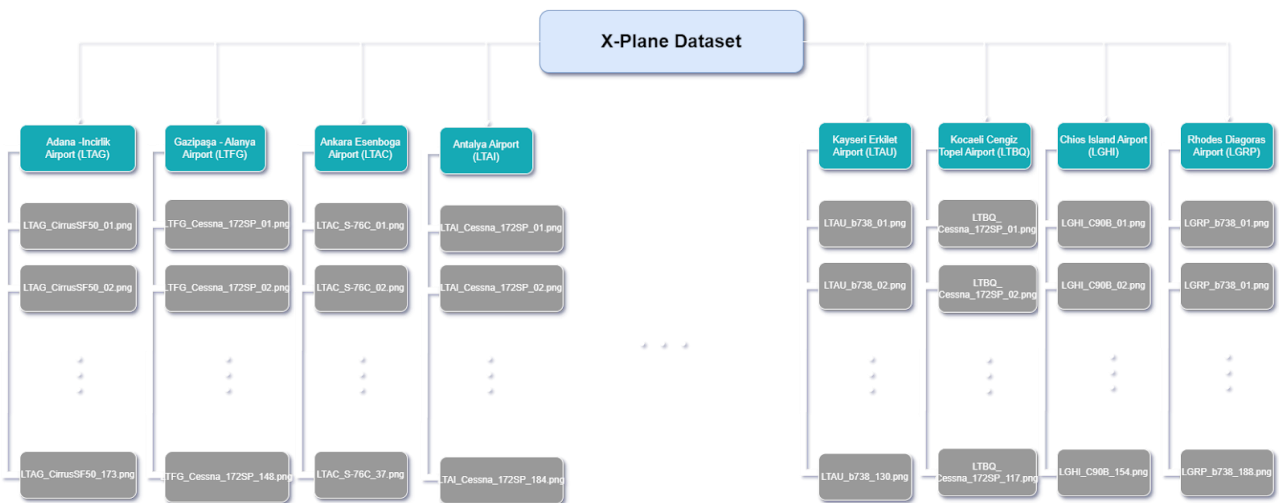 X-Plane Dataset
Adana -Incirlik
Airport (LTAG)
LTAG_CirrusSF50_01.png
LTAG_CirrusSF50_02.png
LTAG_CirrusSF50_173.png
Gazipaşa - Alanya
Airport (LTFG)
LTFG_Cessna_172SP_01.png
LTFG_Cessna_172SP_02.png
LTFG_Cessna_172SP_148.png
Ankara Esenboga
Airport (LTAC)
LTAC_S-76C_01.png
LTAC_S-76C_02.png
LTAC_S-76C_37.png
Antalya Airport
(LTAI)
LTAI_Cessna_172SP_01.png
LTAI_Cessna_172SP_02.png
LTAI_Cessna_172SP_184.png
. . .
Kayseri Erkilet
Airport (LTAU)
LTAU_b738_01.png
LTAU_b738_02.png
LTAU_b738_130.png
Kocaeli Cengiz
Topel Airport (LTBQ)
LTBQ_
Cessna_172SP_01.png
LTBQ_
Cessna_172SP_02.png
LTBQ_
Cessna_172SP_117.png
Chios Island Airport
(LGHI)
LGHI_C90B_01.png
LGHI_C90B_02.png
LGHI_C90B_154.png
Rhodes Diagoras
Airport (LGRP)
LGRP_b738_01.png
LGRP_b738_01.png
LGRP_b738_188.png